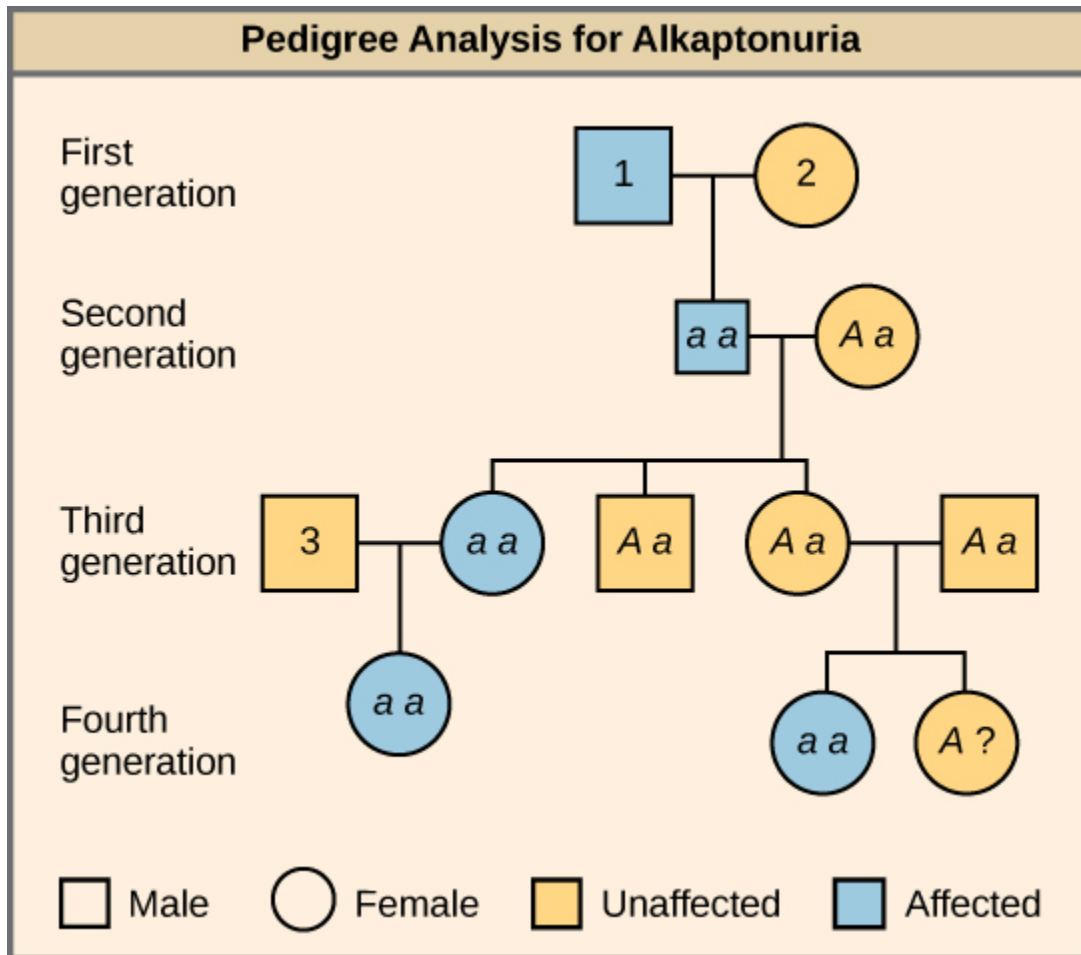 Pedigree Analysis for Alkaptonuria
First
generation
1
2
Second
generation
a a
A a
Third
generation
3
a a
A a
A a
A a
Fourth
generation
a a
a a
A ?
Male
Female
Unaffected
Affected